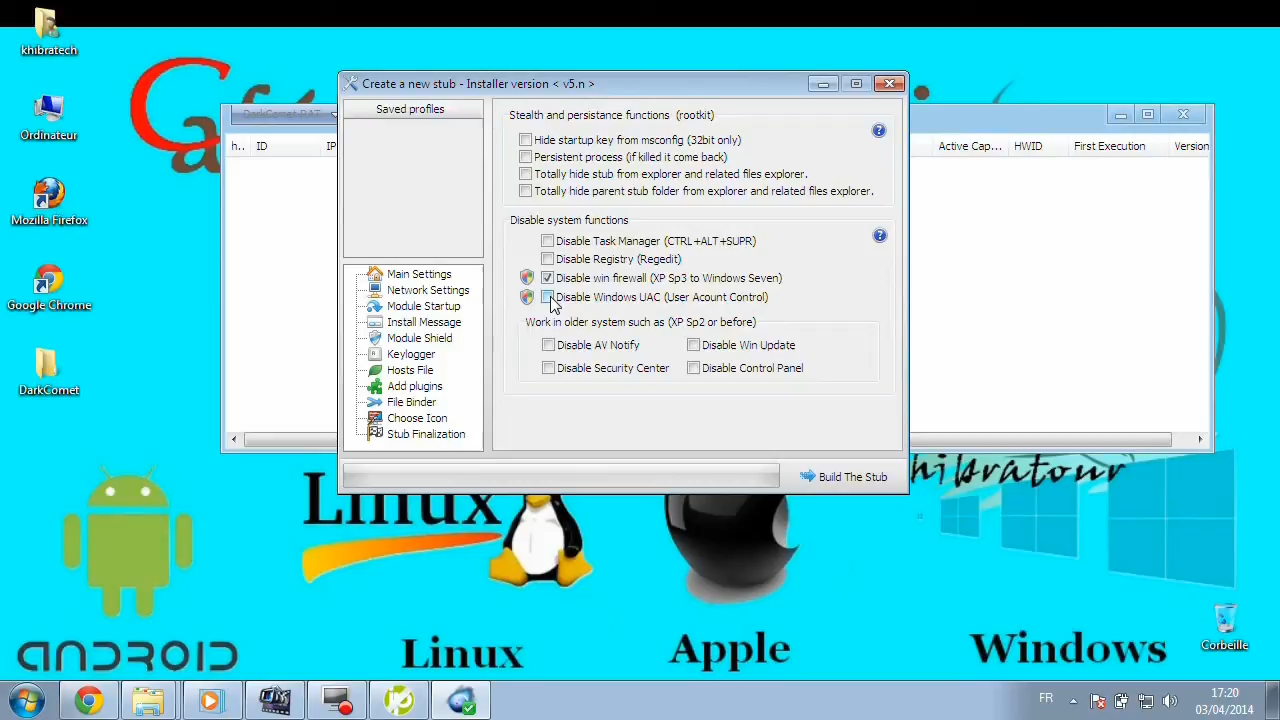 khibratech
Ordinateur
Mozilla Firefox
Google Chrome
DarkComet
Create a new stub - Installer version < v5.n >
Saved profiles
Main Settings
Network Settings
Module Startup
Install Message
Module Shield
Keylogger
Hosts File
Add plugins
File Binder
Choose Icon
Stub Finalization
Stealth and persistance functions (rootkit)
Hide startup key from msconfig (32bit only)
Persistent process (if killed it come back)
Totally hide stub from explorer and related files explorer.
Totally hide parent stub folder from explorer and related files explorer.
Disable system functions
Disable Task Manager (CTRL+ALT+SUPR)
Disable Registry (Regedit)
Disable win firewall (XP Sp3 to Windows Seven)
Disable Windows UAC (User Acount Control)
Work in older system such as (XP Sp2 or before)
Disable AV Notify
Disable Win Update
Disable Security Center
Disable Control Panel
Build The Stub
DarkComet-RAT
h.. ID IP
Active Cap... HWID First Execution Version
ANDROID
Linux
Linux
Apple
Windows
Corbeille
FR
17:20
03/04/2014